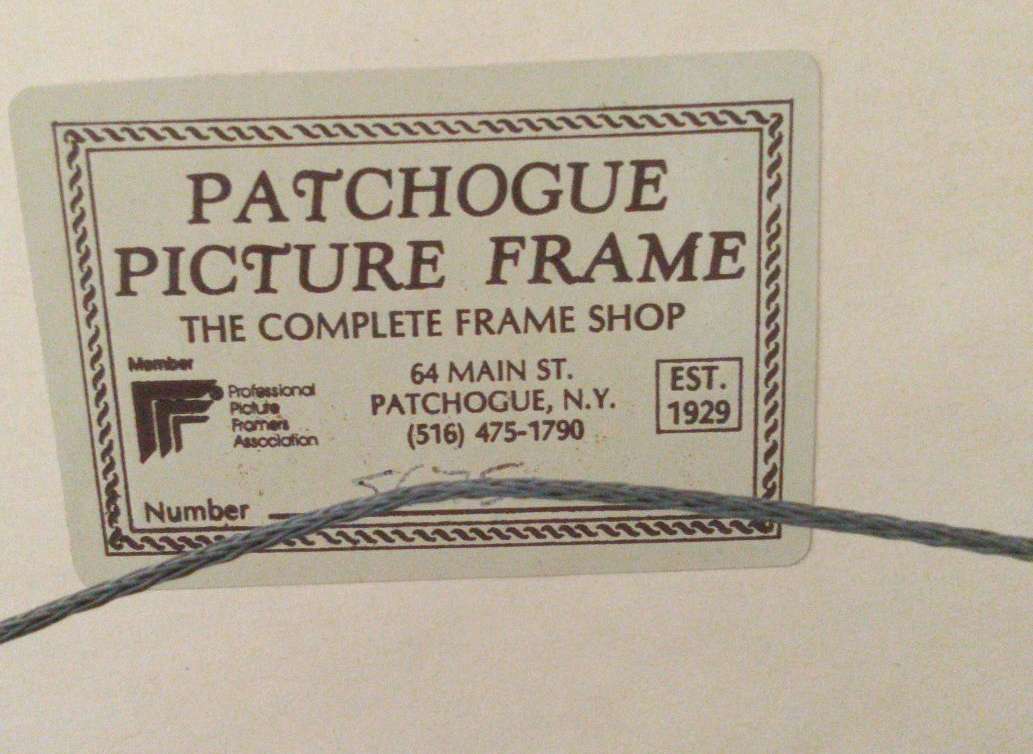 PATCHOGUE
PICTURE FRAME
THE COMPLETE FRAME SHOP
Member
Professional
Picture
Framers
Association
64 MAIN ST.
PATCHOGUE, N.Y.
(516) 475-1790
EST.
1929
Number